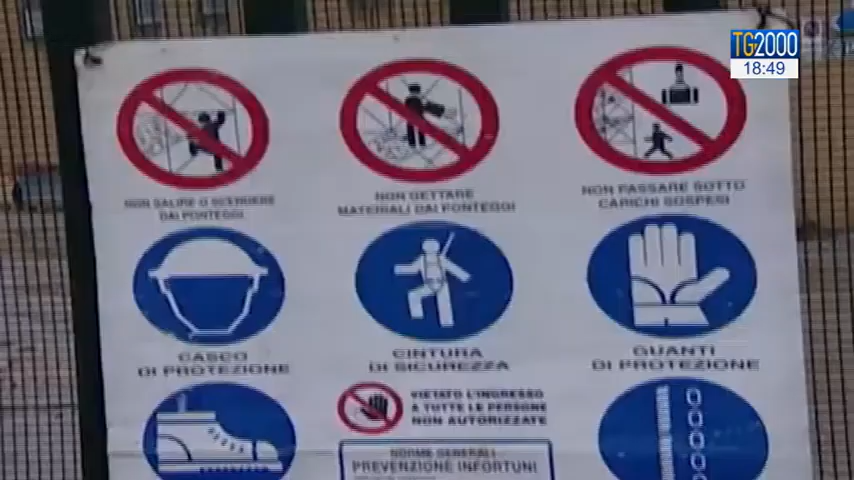 TG2000
18:49
NON SALIRE O SCENDERE
DAI PONTEGGI
NON GETTARE
MATERIALI DAI PONTEGGI
NON PASSARE SOTTO
CARICHI SOSPESI
CASCO
DI PROTEZIONE
CINTURA
DI SICUREZZA
GUANTI
DI PROTEZIONE
VIETATO L'INGRESSO
A TUTTE LE PERSONE
NON AUTORIZZATE
NORME GENERALI
PREVENZIONE INFORTUNI